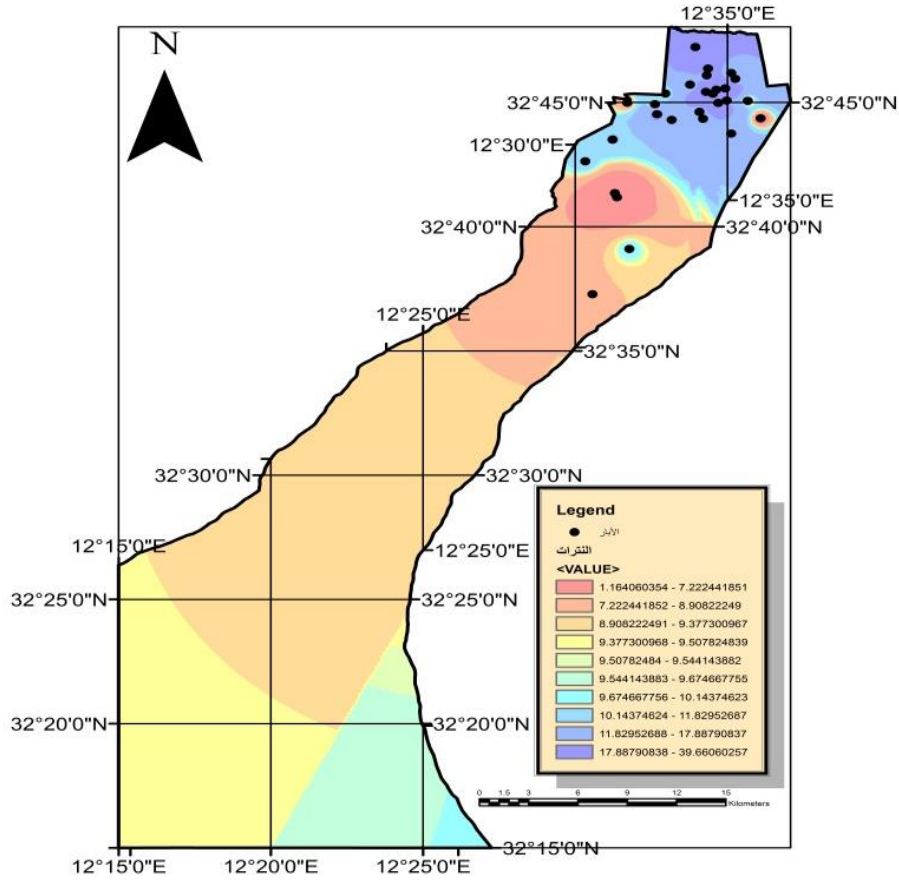 12°35'0"E
N
32°45'0"N
32°45'0"N
12°30'0"E
12°35'0"E
32°40'0"N
32°40'0"N
12°25'0"E
32°35'0"N
32°30'0"N
32°30'0"N
12°15'0"E
12°25'0"E
32°25'0"N
32°25'0"N
32°20'0"N
32°20'0"N
32°15'0"N
12°15'0"E
12°20'0"E
12°25'0"E
Legend
الآبار
النترات
<VALUE>
1.164060354 - 7.222441851
7.222441852 - 8.90822249
8.908222491 - 9.377300967
9.377300968 - 9.507824839
9.50782484 - 9.544143882
9.544143883 - 9.674667755
9.674667756 - 10.14374623
10.14374624 - 11.82952687
11.82952688 - 17.88790837
17.88790838 - 39.66060257
0 1.5 3 6 9 12 15
Kilometers